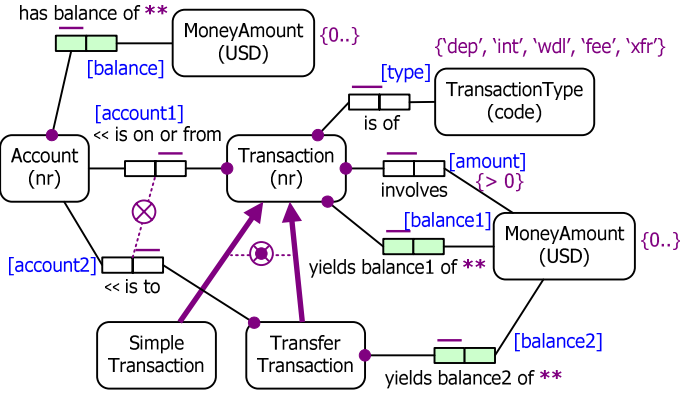 has balance of **
MoneyAmount
(USD)
{0..}
[balance]
{‘dep’, ‘int’, ‘wdl’, ‘fee’, ‘xfr’}
[type]
TransactionType
(code)
is of
[account1]
<< is on or from
Account
(nr)
Transaction
(nr)
[amount]
{> 0}
involves
[balance1]
MoneyAmount
(USD)
{0..}
yields balance1 of **
[account2]
<< is to
Simple
Transaction
Transfer
Transaction
[balance2]
yields balance2 of **